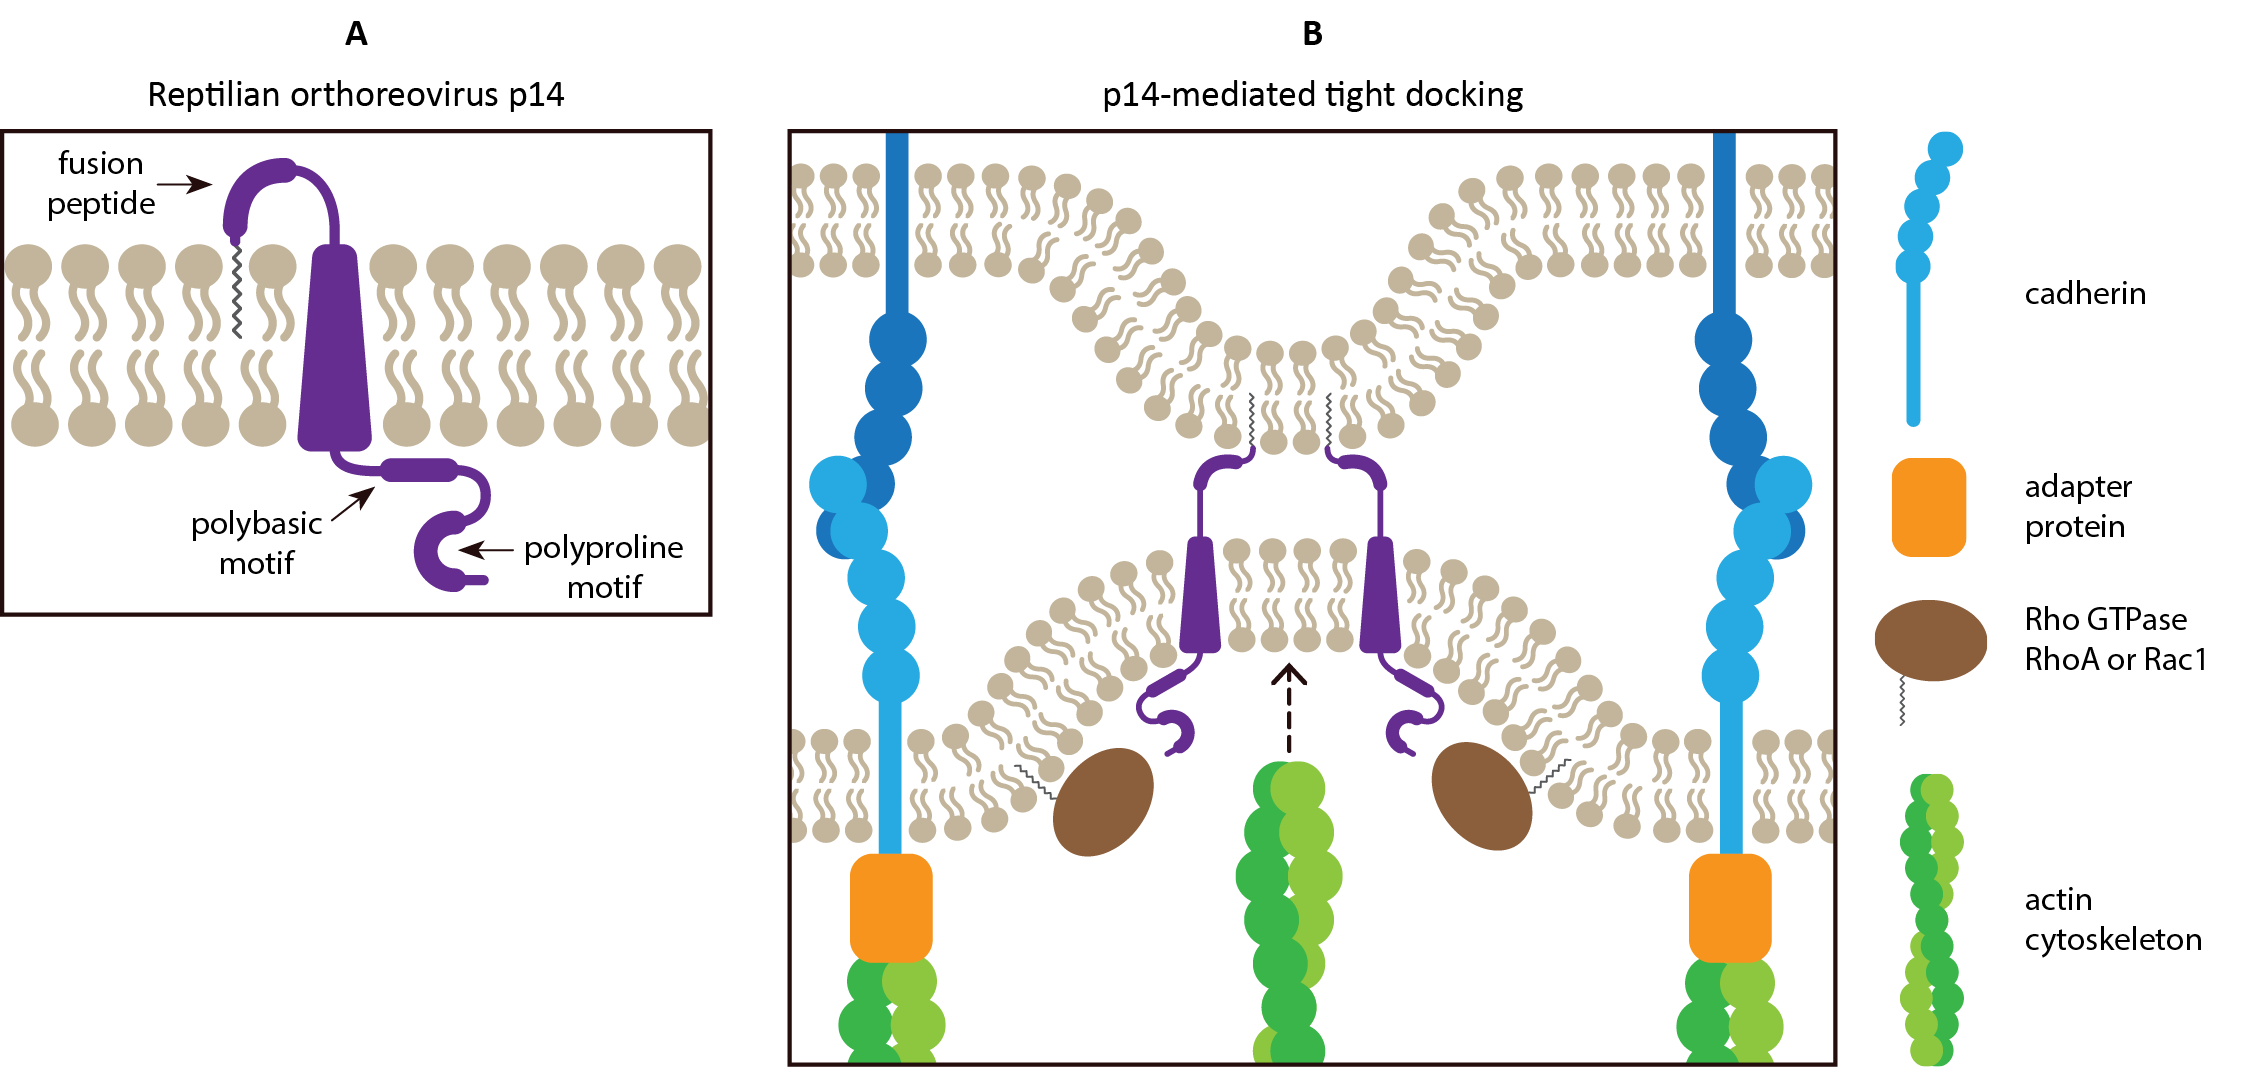 A
Reptilian orthoreovirus p14
fusion
peptide
polybasic
motif
polyproline
motif
B
p14-mediated tight docking
cadherin
adapter
protein
Rho GTPase
RhoA or Rac1
actin
cytoskeleton